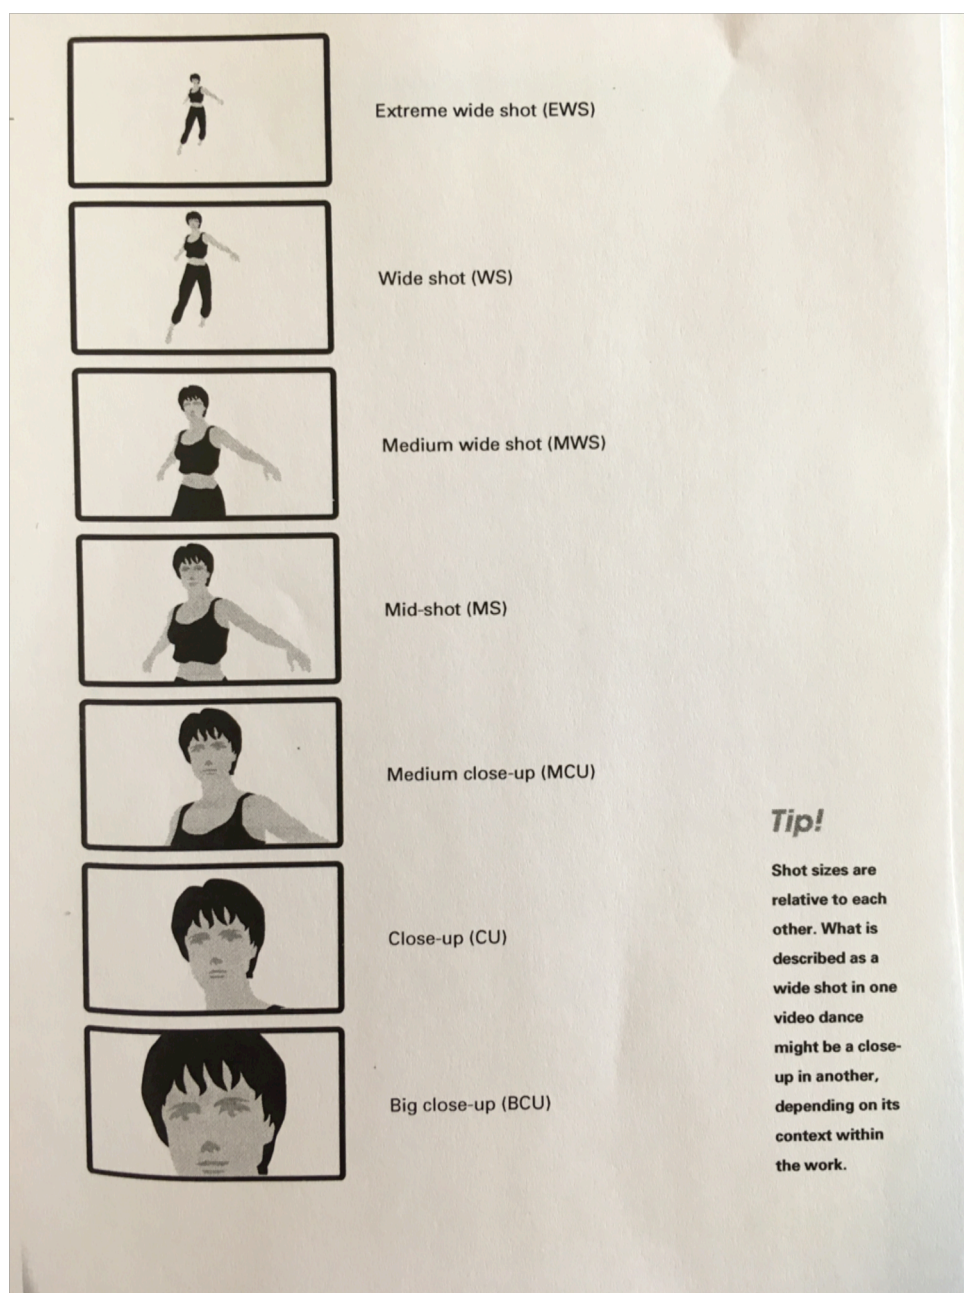 Extreme wide shot (EWS)
Wide shot (WS)
Medium wide shot (MWS)
Mid-shot (MS)
Medium close-up (MCU)
Close-up (CU)
Big close-up (BCU)
Tip!
Shot sizes are
relative to each
other. What is
described as a
wide shot in one
video dance
might be a close-
up in another,
depending on its
context within
the work.